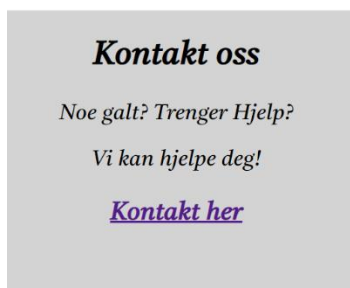 Kontakt oss
Noe galt? Trenger Hjelp?
Vi kan hjelpe deg!
Kontakt her